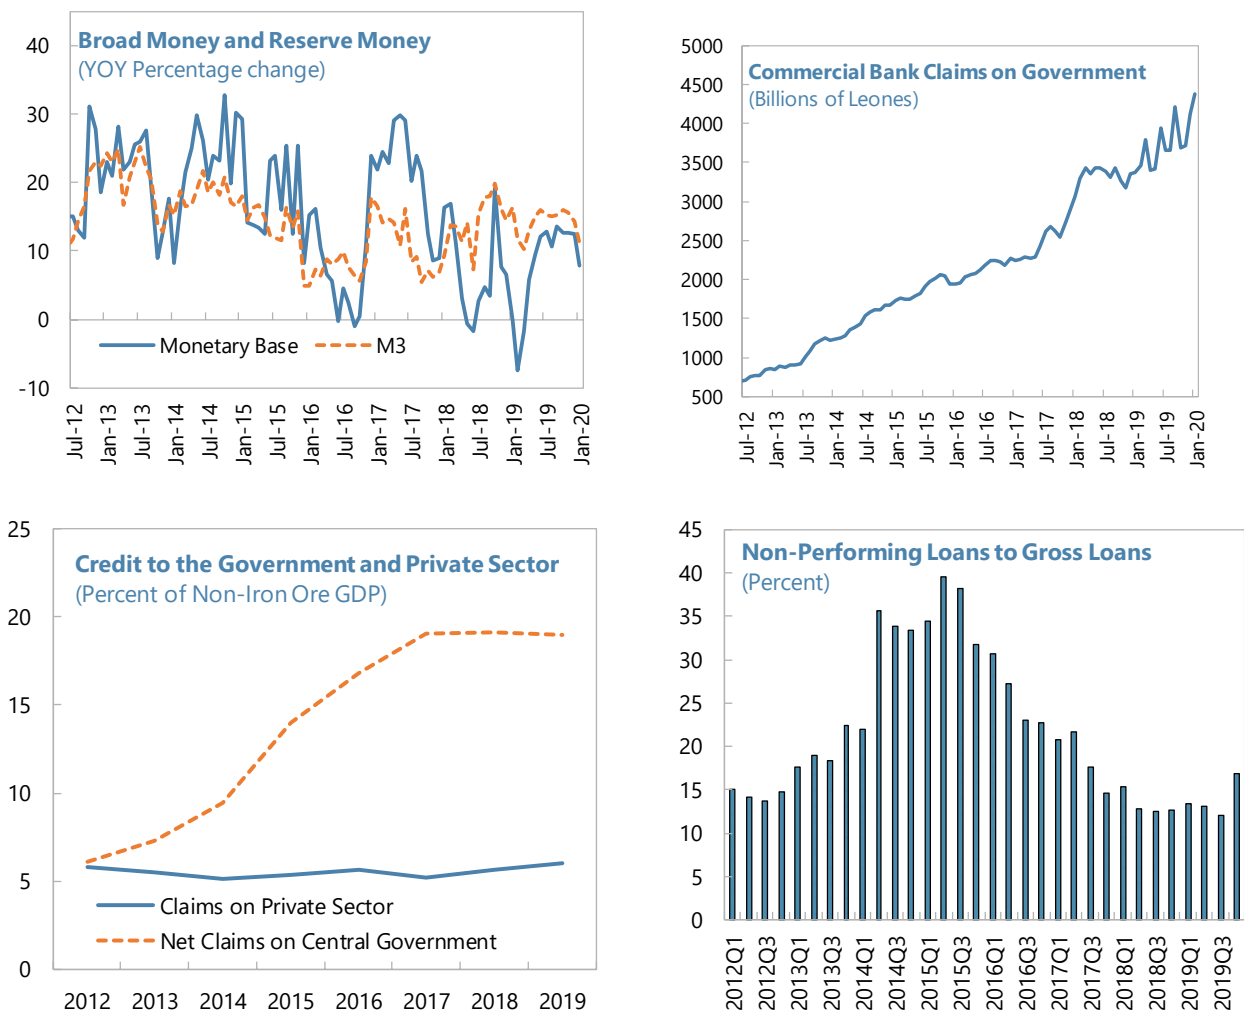 Broad Money and Reserve Money
(YOY Percentage change)
40
30
20
10
0
-10
Monetary Base
M3
Jul-12
Jan-13
Jul-13
Jan-14
Jul-14
Jan-15
Jul-15
Jan-16
Jul-16
Jan-17
Jul-17
Jan-18
Jul-18
Jan-19
Jul-19
Jan-20
Commercial Bank Claims on Government
(Billions of Leones)
5000
4500
4000
3500
3000
2500
2000
1500
1000
500
Jul-12
Jan-13
Jul-13
Jan-14
Jul-14
Jan-15
Jul-15
Jan-16
Jul-16
Jan-17
Jul-17
Jan-18
Jul-18
Jan-19
Jul-19
Jan-20
Credit to the Government and Private Sector
(Percent of Non-Iron Ore GDP)
25
20
15
10
5
0
Claims on Private Sector
Net Claims on Central Government
2012
2013
2014
2015
2016
2017
2018
2019
Non-Performing Loans to Gross Loans
(Percent)
45
40
35
30
25
20
15
10
5
0
2012Q1
2012Q3
2013Q1
2013Q3
2014Q1
2014Q3
2015Q1
2015Q3
2016Q1
2016Q3
2017Q1
2017Q3
2018Q1
2018Q3
2019Q1
2019Q3